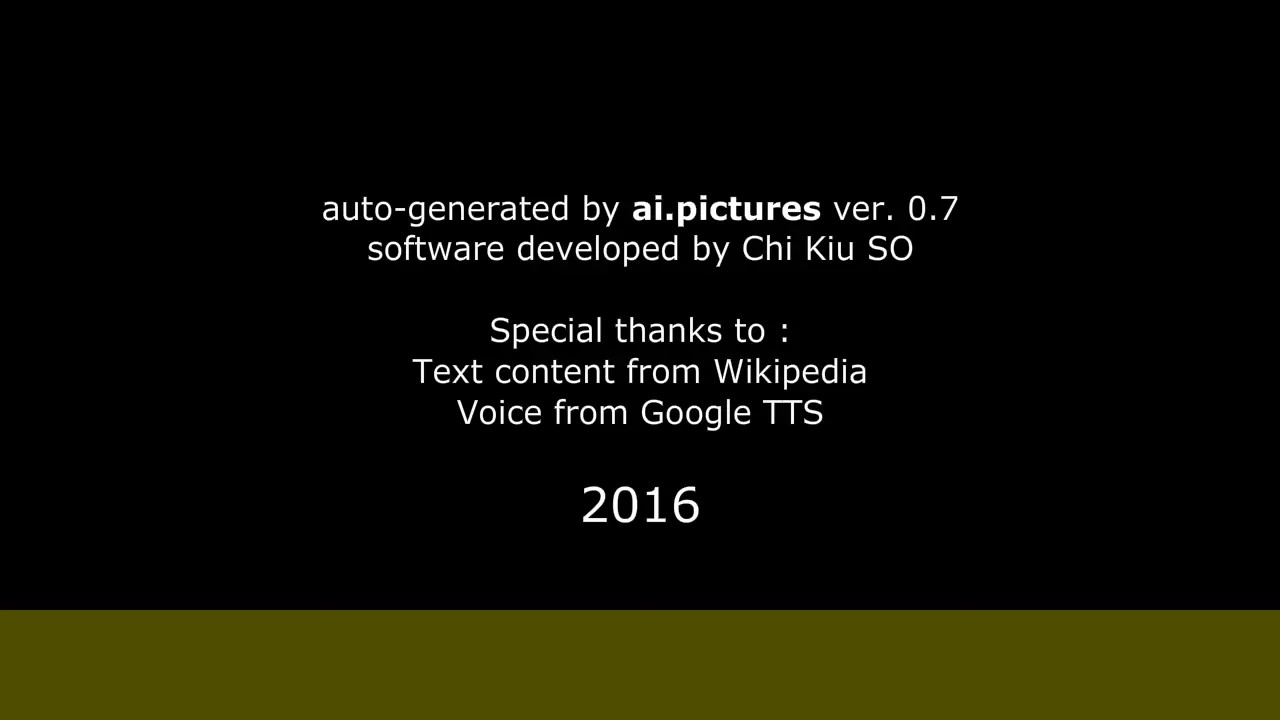 auto-generated by ai.pictures ver. 0.7
software developed by Chi Kiu SO
Special thanks to :
Text content from Wikipedia
Voice from Google TTS
2016